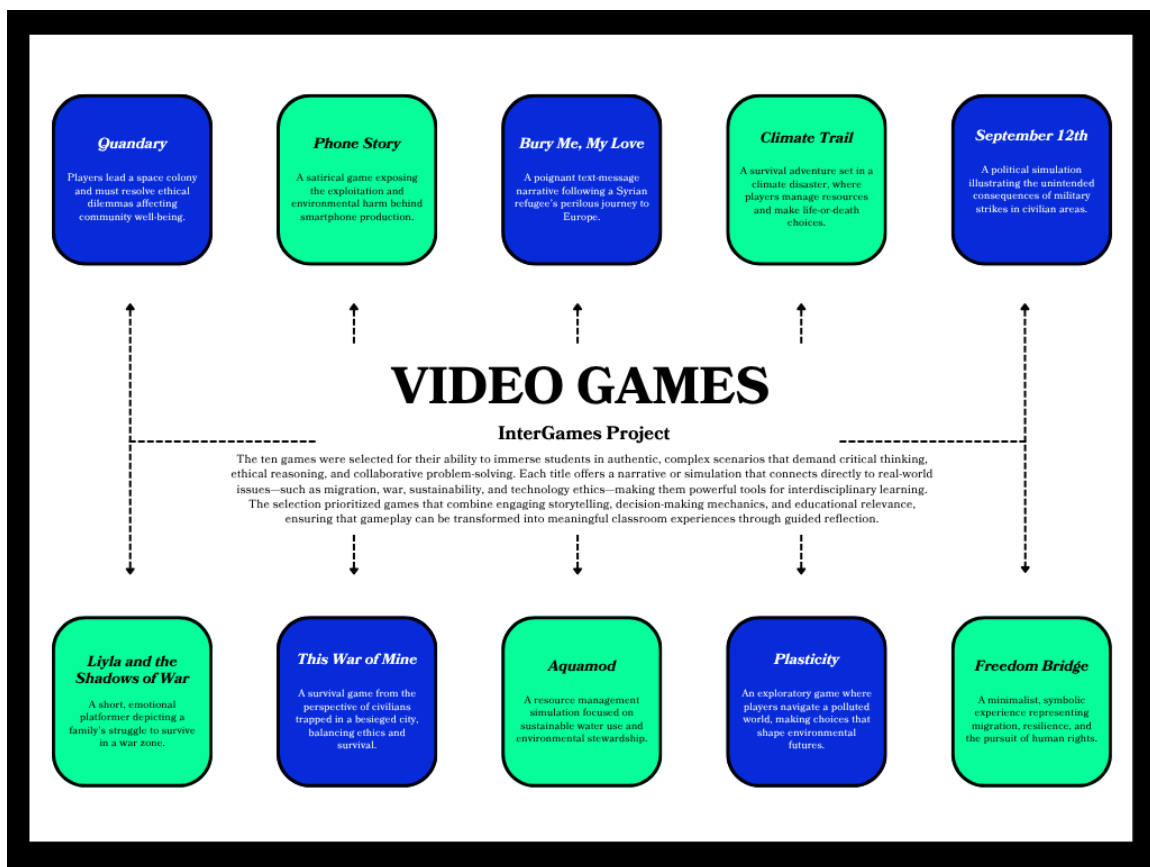 Quandary
Players lead a space colony
and must resolve ethical
dilemmas affecting
community well-being.
Phone Story
A satirical game exposing
the exploitation and
environmental harm behind
smartphone production.
Bury Me, My Love
A poignant text-message
narrative following a Syrian
refugee's perilous journey to
Europe.
Climate Trail
A survival adventure set in a
climate disaster, where
players manage resources
and make life-or-death
choices.
September 12th
A political simulation
illustrating the unintended
consequences of military
strikes in civilian areas.
VIDEO GAMES
InterGames Project
The ten games were selected for their ability to immerse students in authentic, complex scenarios that demand critical thinking,
ethical reasoning, and collaborative problem-solving. Each title offers a narrative or simulation that connects directly to real-world
issues—such as migration, war, sustainability, and technology ethics—making them powerful tools for interdisciplinary learning.
The selection prioritized games that combine engaging storytelling, decision-making mechanics, and educational relevance,
ensuring that gameplay can be transformed into meaningful classroom experiences through guided reflection.
Liyla and the
Shadows of War
A short, emotional
platformer depicting a
family's struggle to survive
in a war zone.
This War of Mine
A survival game from the
perspective of civilians
trapped in a besieged city,
balancing ethics and
survival.
Aquamod
A resource management
simulation focused on
sustainable water use and
environmental stewardship.
Plasticity
An exploratory game where
players navigate a polluted
world, making choices that
shape environmental
futures.
Freedom Bridge
A minimalist, symbolic
experience representing
migration, resilience, and
the pursuit of human rights.